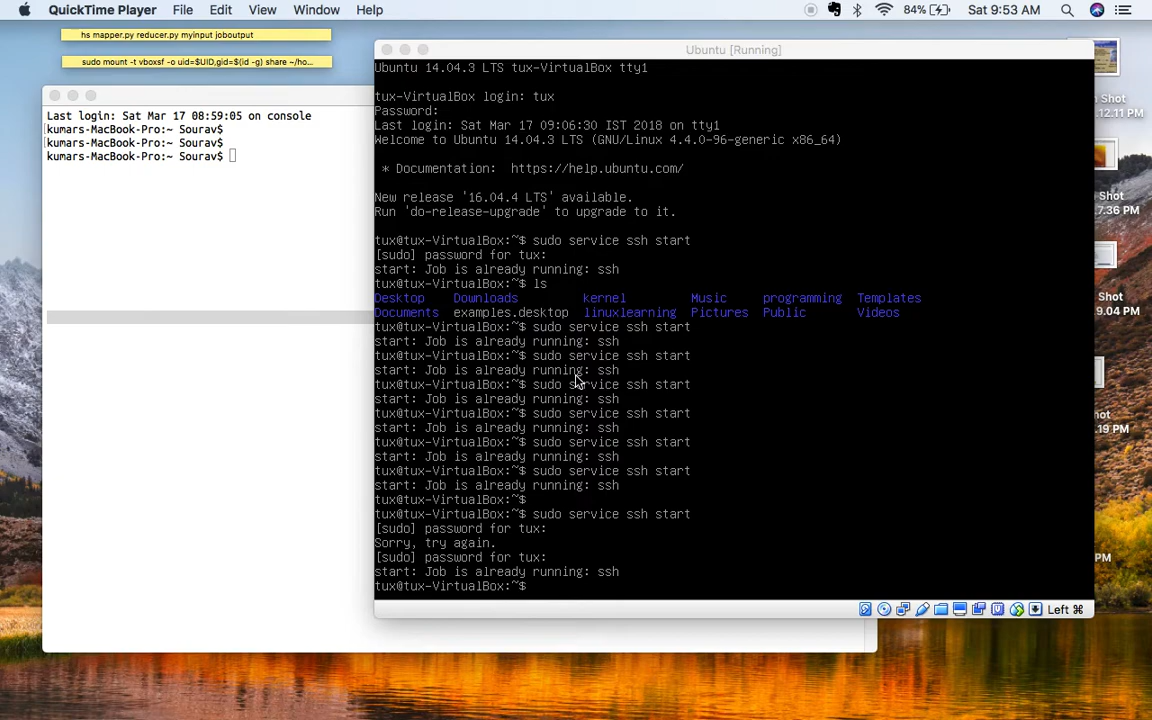 QuickTime Player File Edit View Window Help 84% Sat 9:53 AM
hs mapper.py reducer.py myinput joboutput
sudo mount -t vboxsf -o uid=$UID,gid=$(id -g) share ~/ho...
Last login: Sat Mar 17 08:59:05 on console
kumars-MacBook-Pro:~ Sourav$
kumars-MacBook-Pro:~ Sourav$
kumars-MacBook-Pro:~ Sourav$
Ubuntu [Running]
Ubuntu 14.04.3 LTS tux-VirtualBox tty1
tux-VirtualBox login: tux
Password:
Last login: Sat Mar 17 09:06:30 IST 2018 on tty1
Welcome to Ubuntu 14.04.3 LTS (GNU/Linux 4.4.0-96-generic x86_64)
* Documentation: https://help.ubuntu.com/
New release '16.04.4 LTS' available.
Run 'do-release-upgrade' to upgrade to it.
tux@tux-VirtualBox:~$ sudo service ssh start
[sudo] password for tux:
start: Job is already running: ssh
tux@tux-VirtualBox:~$ ls
Desktop Downloads kernel Music programming Templates
Documents examples.desktop linuxlearning Pictures Public Videos
tux@tux-VirtualBox:~$ sudo service ssh start
start: Job is already running: ssh
tux@tux-VirtualBox:~$ sudo service ssh start
start: Job is already running: ssh
tux@tux-VirtualBox:~$ sudo service ssh start
start: Job is already running: ssh
tux@tux-VirtualBox:~$ sudo service ssh start
start: Job is already running: ssh
tux@tux-VirtualBox:~$ sudo service ssh start
start: Job is already running: ssh
tux@tux-VirtualBox:~$ sudo service ssh start
start: Job is already running: ssh
tux@tux-VirtualBox:~$
tux@tux-VirtualBox:~$ sudo service ssh start
[sudo] password for tux:
Sorry, try again.
[sudo] password for tux:
start: Job is already running: ssh
tux@tux-VirtualBox:~$
Left ⌘
n Shot
.12.11 PM
7.36 PM
Shot
9.04 PM
hot
.19 PM
PM